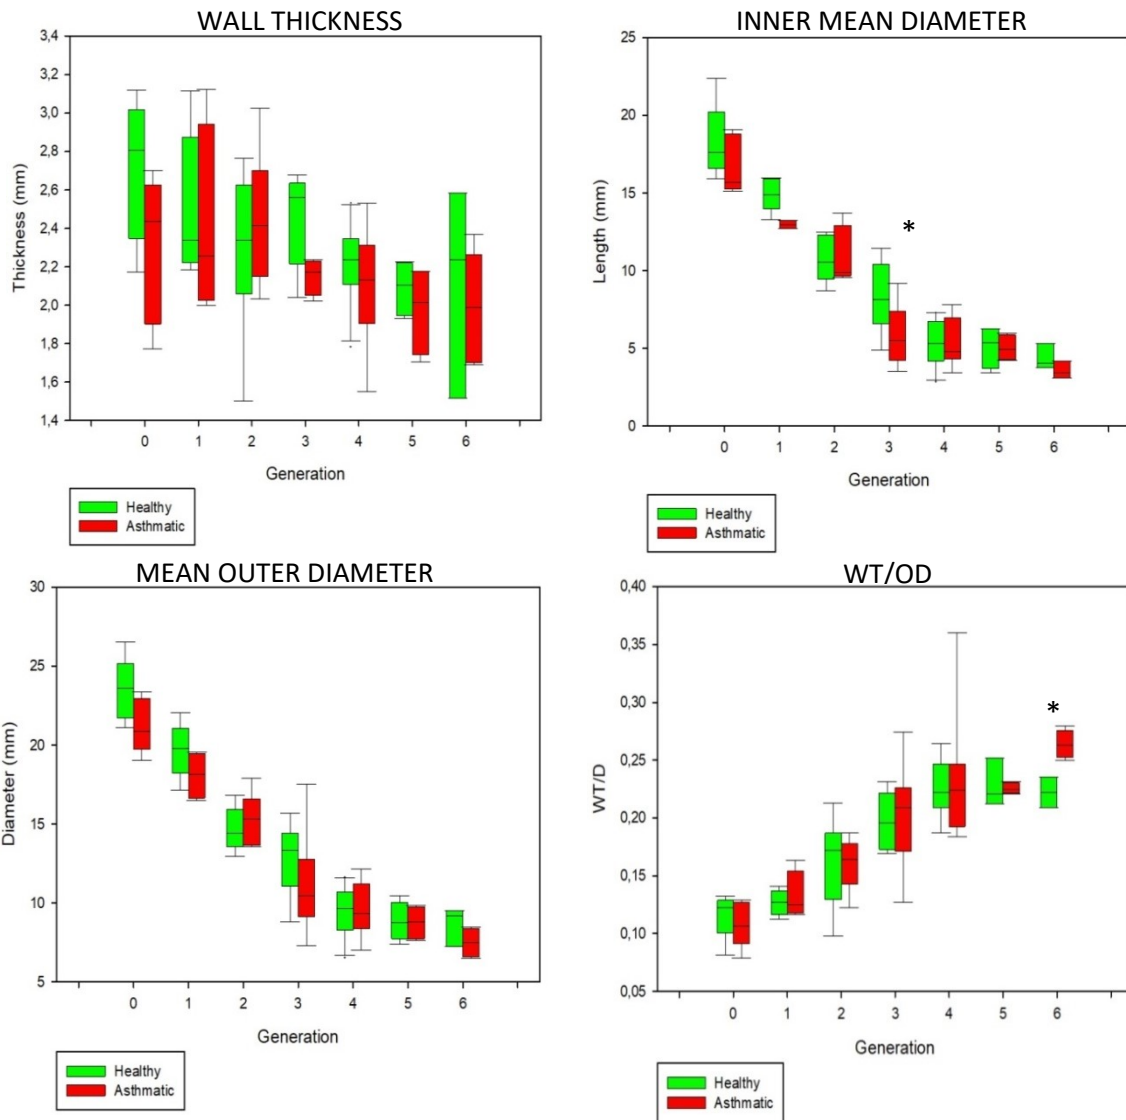 WALL THICKNESS
3,4
3,2
3,0
2,8
2,6
2,4
2,2
2,0
1,8
1,6
1,4
Thickness (mm)
0 1 2 3 4 5 6
Generation
Healthy
Asthmatic
INNER MEAN DIAMETER
25
20
15
10
5
0
Length (mm)
*
0 1 2 3 4 5 6
Generation
Healthy
Asthmatic
MEAN OUTER DIAMETER
30
25
20
15
10
5
Diameter (mm)
0 1 2 3 4 5 6
Generation
Healthy
Asthmatic
WT/OD
0,40
0,35
0,30
0,25
0,20
0,15
0,10
0,05
WT/D
*
0 1 2 3 4 5 6
Generation
Healthy
Asthmatic